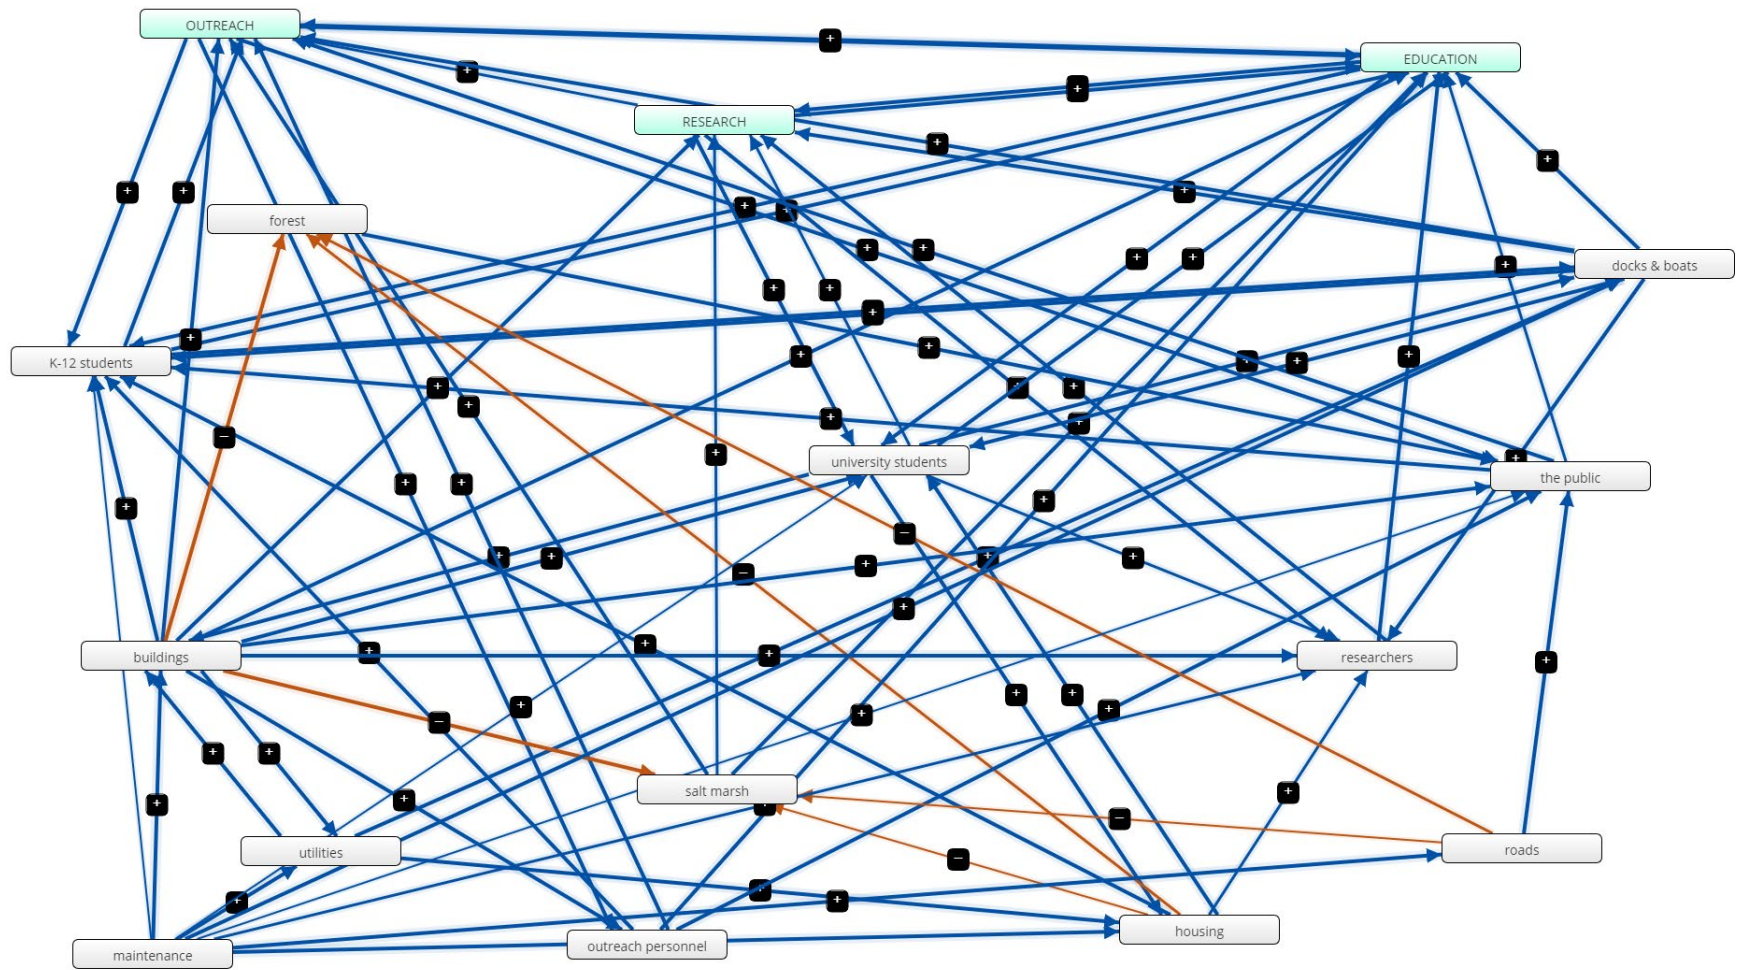 OUTREACH
EDUCATION
RESEARCH
forest
docks & boats
K-12 students
university students
the public
buildings
researchers
salt marsh
utilities
roads
maintenance
outreach personnel
housing